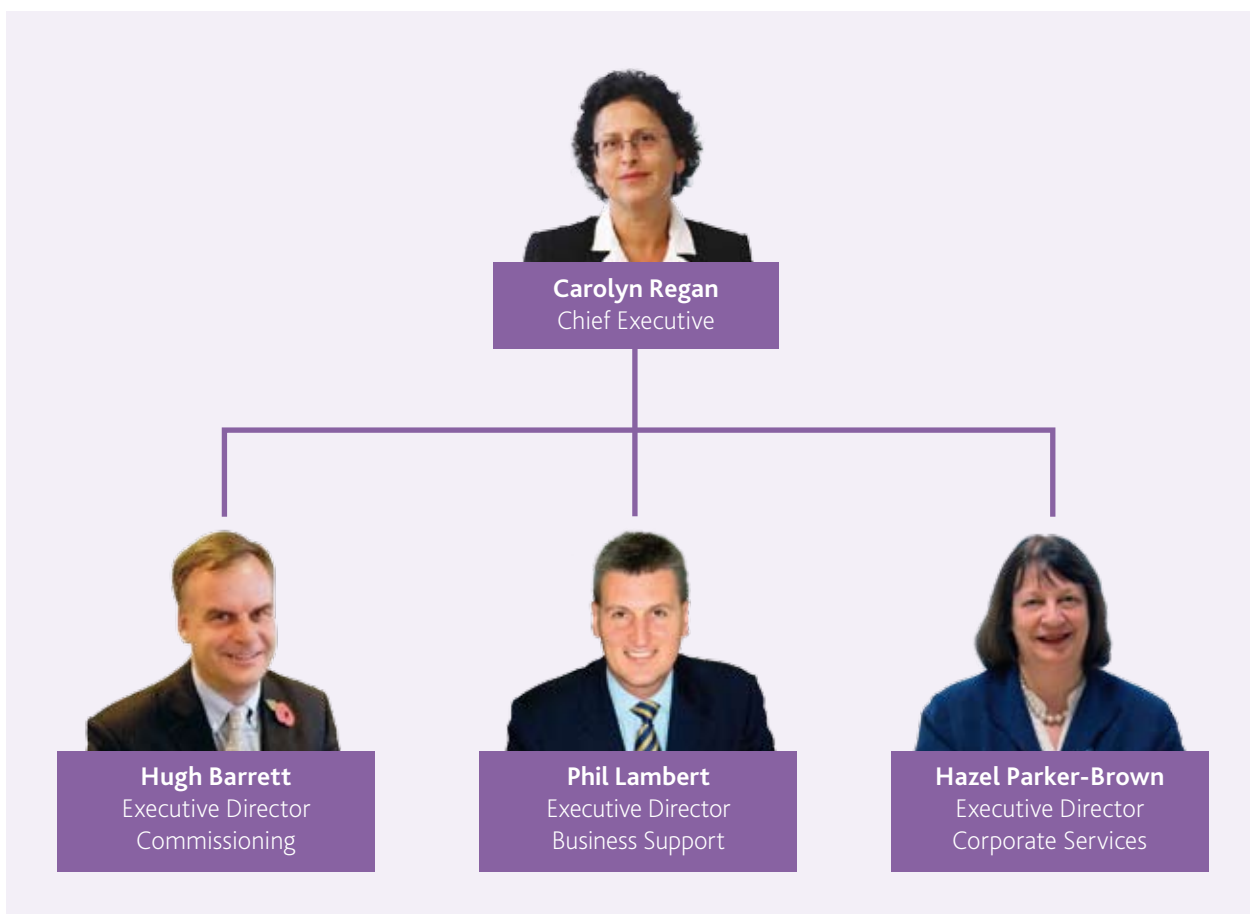 Carolyn Regan
Chief Executive
Hugh Barrett
Executive Director
Commissioning
Phil Lambert
Executive Director
Business Support
Hazel Parker-Brown
Executive Director
Corporate Services